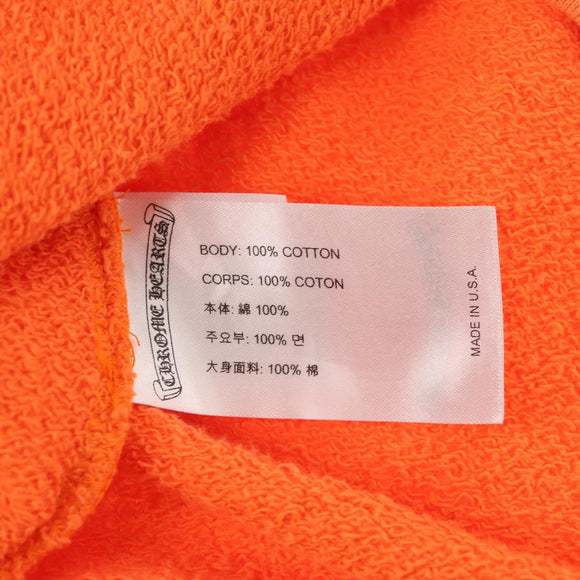 CHROME HEARTS
BODY: 100% COTTON
CORPS: 100% COTON
本体: 綿 100%
주요부: 100% 면
大身面料: 100% 棉
MADE IN U.S.A.